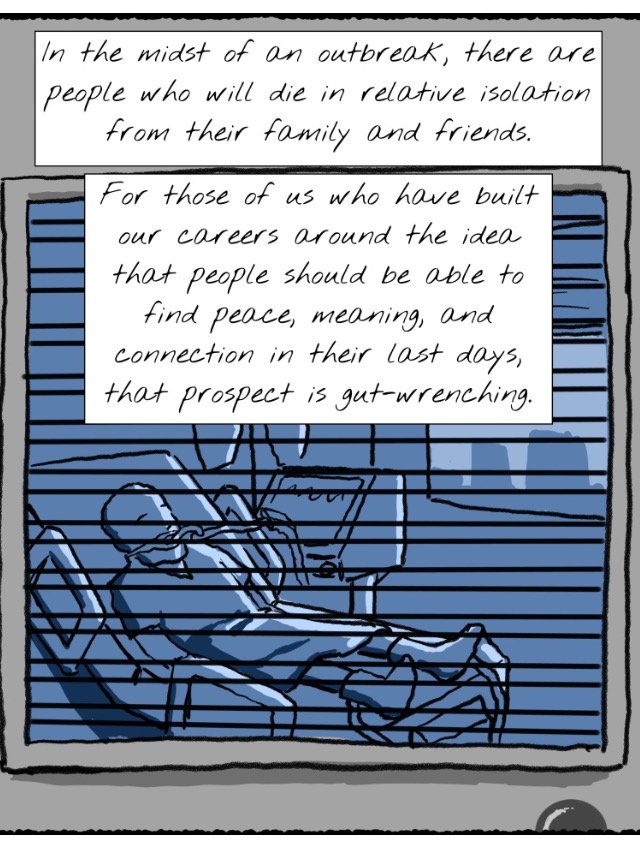 In the midst of an outbreak, there are
people who will die in relative isolation
from their family and friends.
For those of us who have built
our careers around the idea
that people should be able to
find peace, meaning, and
connection in their last days,
that prospect is gut-wrenching.